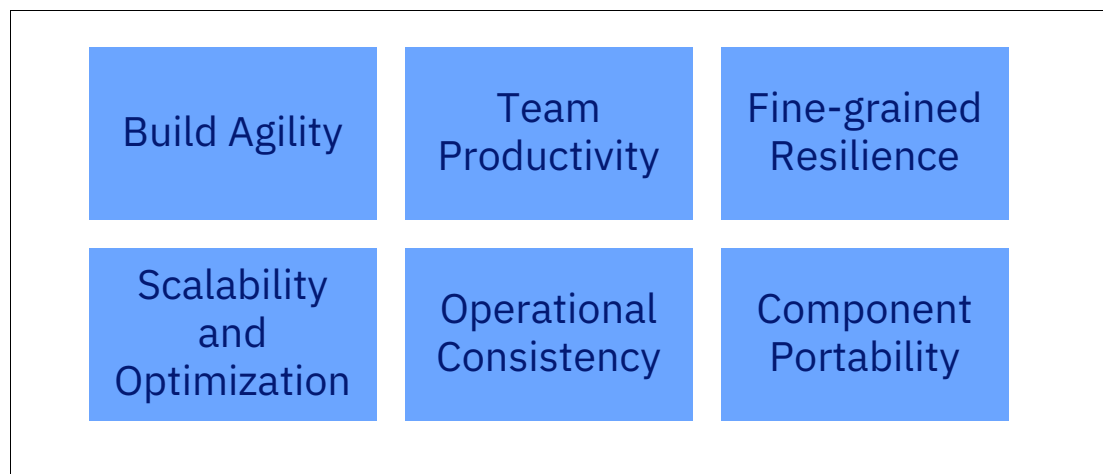 Build Agility
Team
Productivity
Fine-grained
Resilience
Scalability
and
Optimization
Operational
Consistency
Component
Portability